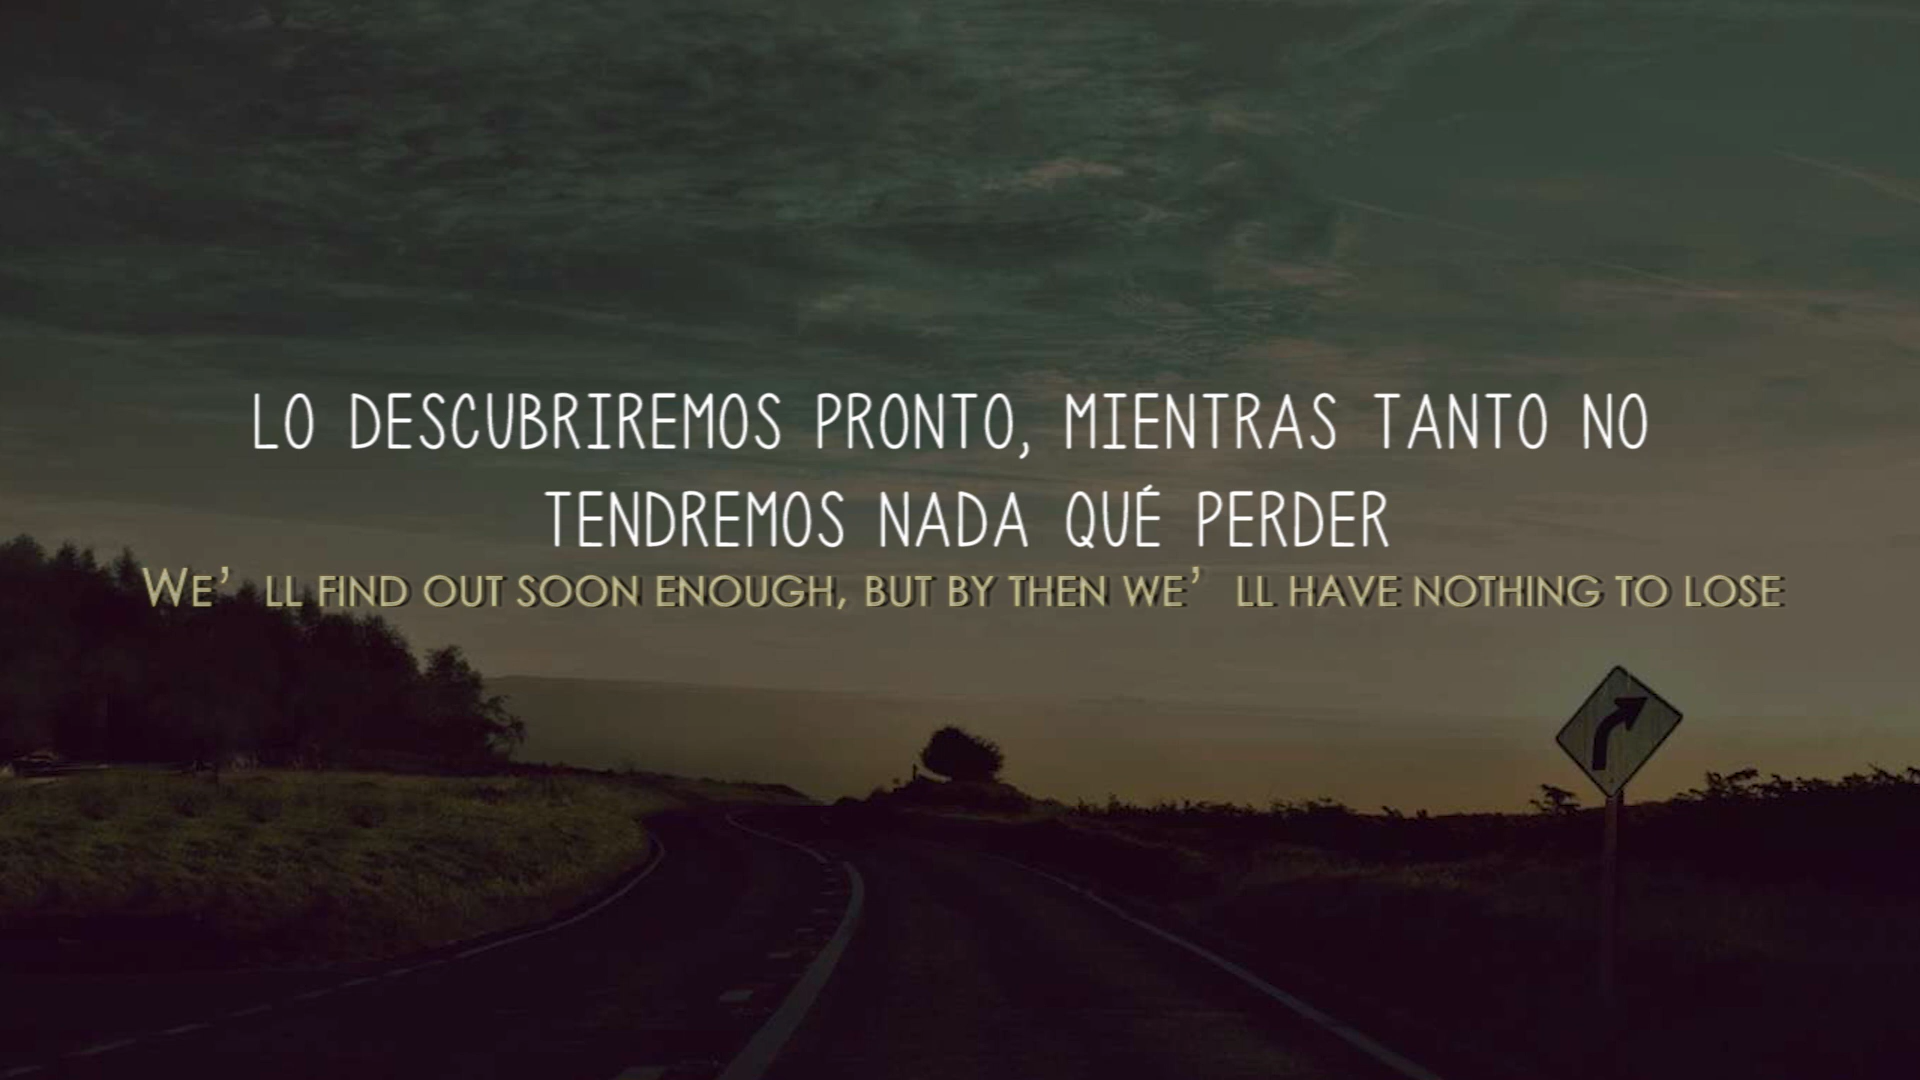 LO DESCUBRIREMOS PRONTO, MIENTRAS TANTO NO
TENDREMOS NADA QUÉ PERDER
WE’LL FIND OUT SOON ENOUGH, BUT BY THEN WE’LL HAVE NOTHING TO LOSE